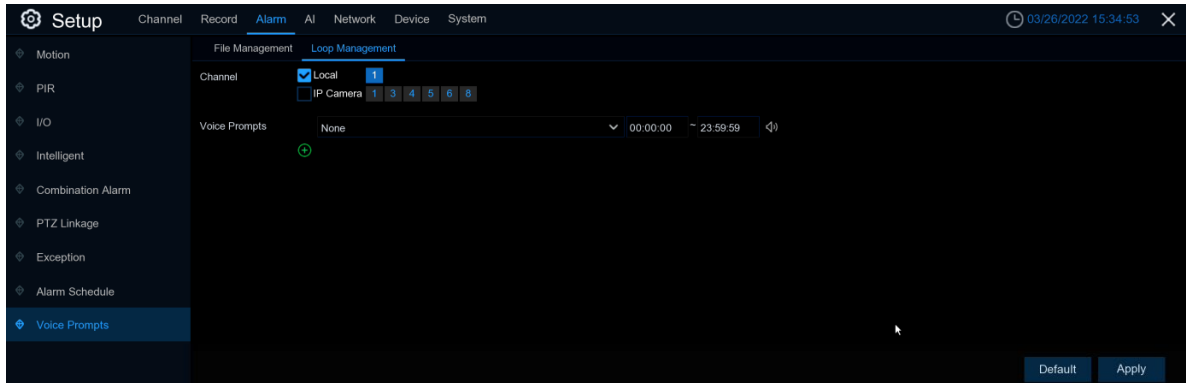 Setup Channel Record Alarm AI Network Device System 03/26/2022 15:34:53
File Management Loop Management
Motion
PIR
I/O
Intelligent
Combination Alarm
PTZ Linkage
Exception
Alarm Schedule
Voice Prompts
Channel Local 1
IP Camera 1 3 4 5 6 8
Voice Prompts None 00:00:00 ~ 23:59:59
Default Apply